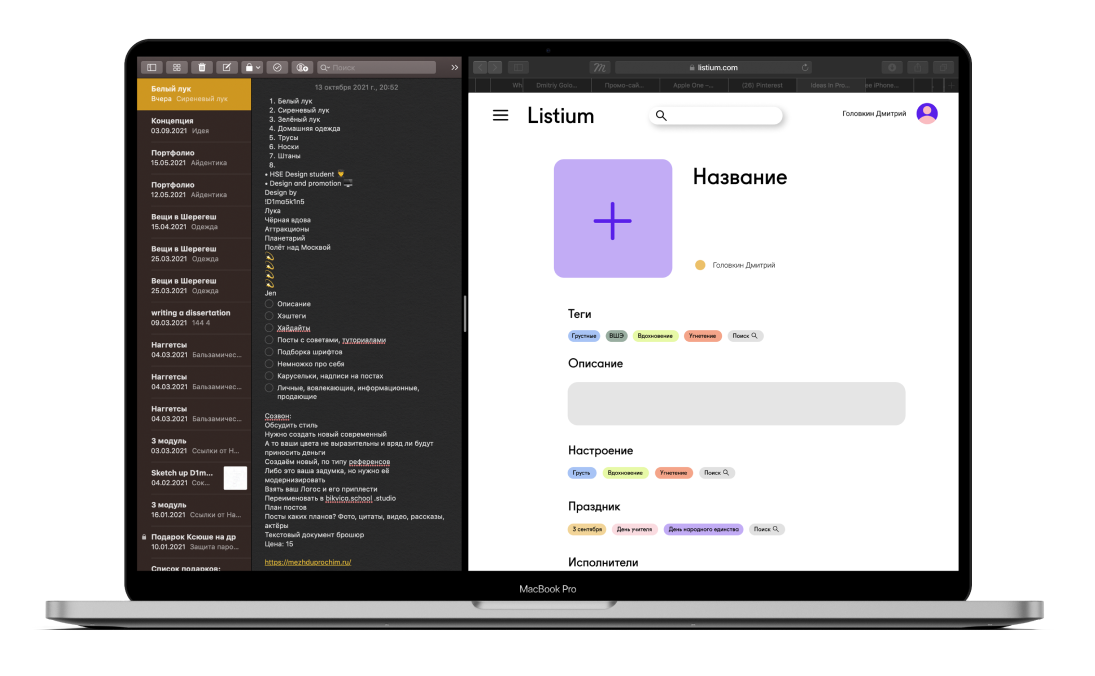 Поиск
Белый лук
Вчера Сиреневый лук
Концепция
03.09.2021 Идея
Портфолио
15.05.2021 Айдентика
Портфолио
12.05.2021 Айдентика
Вещи в Шерегеш
15.04.2021 Одежда
Вещи в Шерегеш
25.03.2021 Одежда
Вещи в Шерегеш
25.03.2021 Одежда
writing a dissertation
09.03.2021 144 4
Наггетсы
04.03.2021 Бальзамичес...
Наггетсы
04.03.2021 Бальзамичес...
Наггетсы
04.03.2021 Бальзамичес...
3 модуль
03.03.2021 Ссылки от Н...
Sketch up D1m...
04.02.2021 Сок...
3 модуль
16.01.2021 Ссылки от На...
Подарок Ксюше на др
10.01.2021 Защита паро...
Список подарков:
13 октября 2021 г., 20:52
1. Белый лук
2. Сиреневый лук
3. Зелёный лук
4. Домашняя одежда
5. Трусы
6. Носки
7. Штаны
8.
• HSE Design student
• Design and promotion
Design by
!D1ma5k1n5
Лука
Чёрная вдова
Аттракционы
Планетарий
Полёт над Москвой
Jen
Описание
Хэштеги
Хайдайты
Посты с советами, туториалами
Подборка шрифтов
Немножко про себя
Карусельки, надписи на постах
Личные, вовлекающие, информационные,
продающие
Созвон:
Обсудить стиль
Нужно создать новый современный
А то ваши цвета не выразительны и вряд ли будут
приносить деньги
Создаём новый, по типу референсов
Либо это ваша задумка, но нужно её
модернизировать
Взять ваш Логос и его приплести
Переименовать в bikvica.school .studio
План постов
Посты каких планов? Фото, цитаты, видео, рассказы,
актёры
Текстовый документ брошюр
Цена: 15
https://mezhduprochim.ru/
listium.com
Wh Dmitriy Golo... Промо-сай... Apple One –... (26) Pinterest Ideas in Pro... ee iPhone...
Listium
Головкин Дмитрий
Название
Головкин Дмитрий
Теги
Грустные ВШЭ Вдохновение Угнетение Поиск
Описание
Настроение
Грусть Вдохновение Угнетение Поиск
Праздник
3 сентября День учителя День народного единства Поиск
Исполнители
MacBook Pro